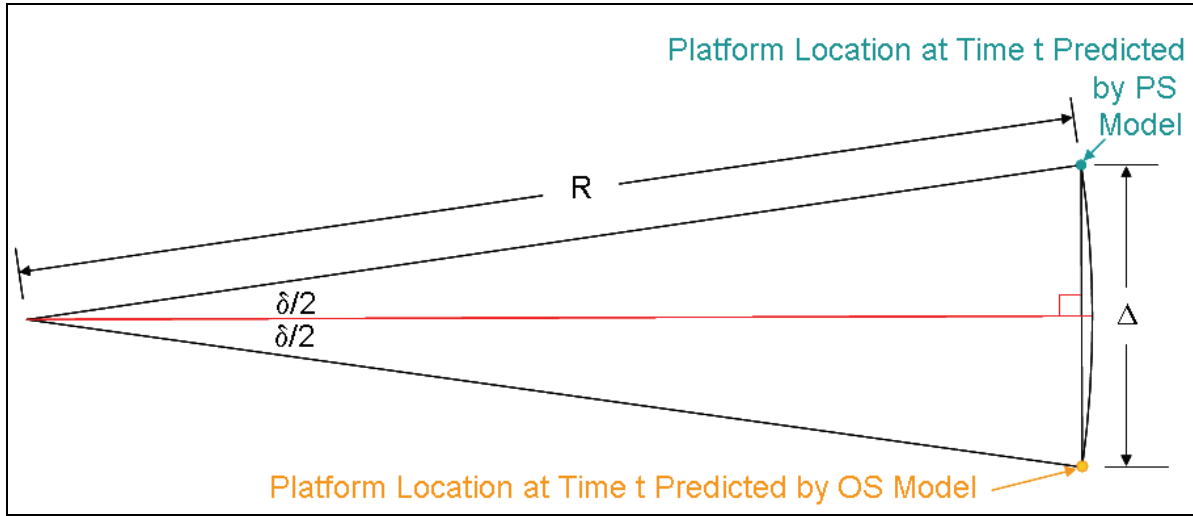 Platform Location at Time t Predicted
by PS
Model
R
δ/2
δ/2
Δ
Platform Location at Time t Predicted by OS Model